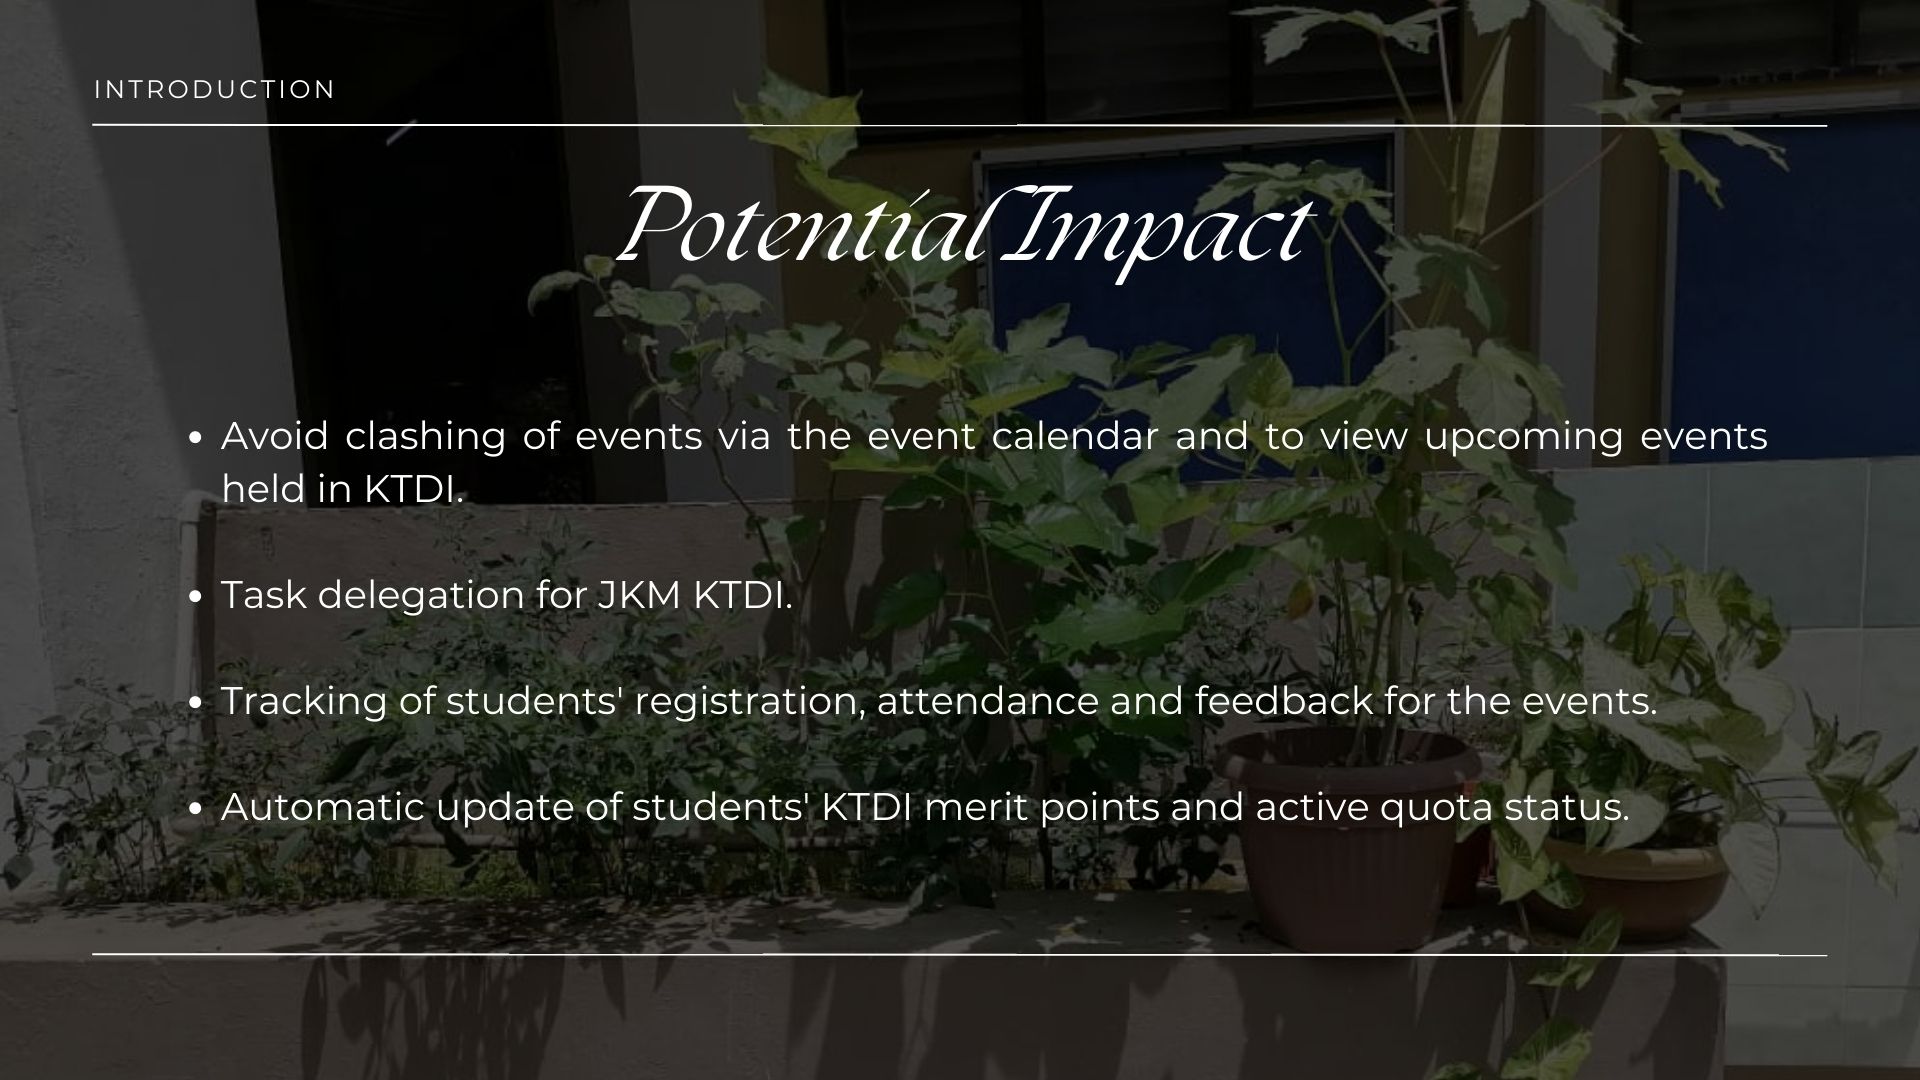 INTRODUCTION
Potential Impact
• Avoid clashing of events via the event calendar and to view upcoming events
held in KTDI.
• Task delegation for JKM KTDI.
• Tracking of students' registration, attendance and feedback for the events.
• Automatic update of students' KTDI merit points and active quota status.